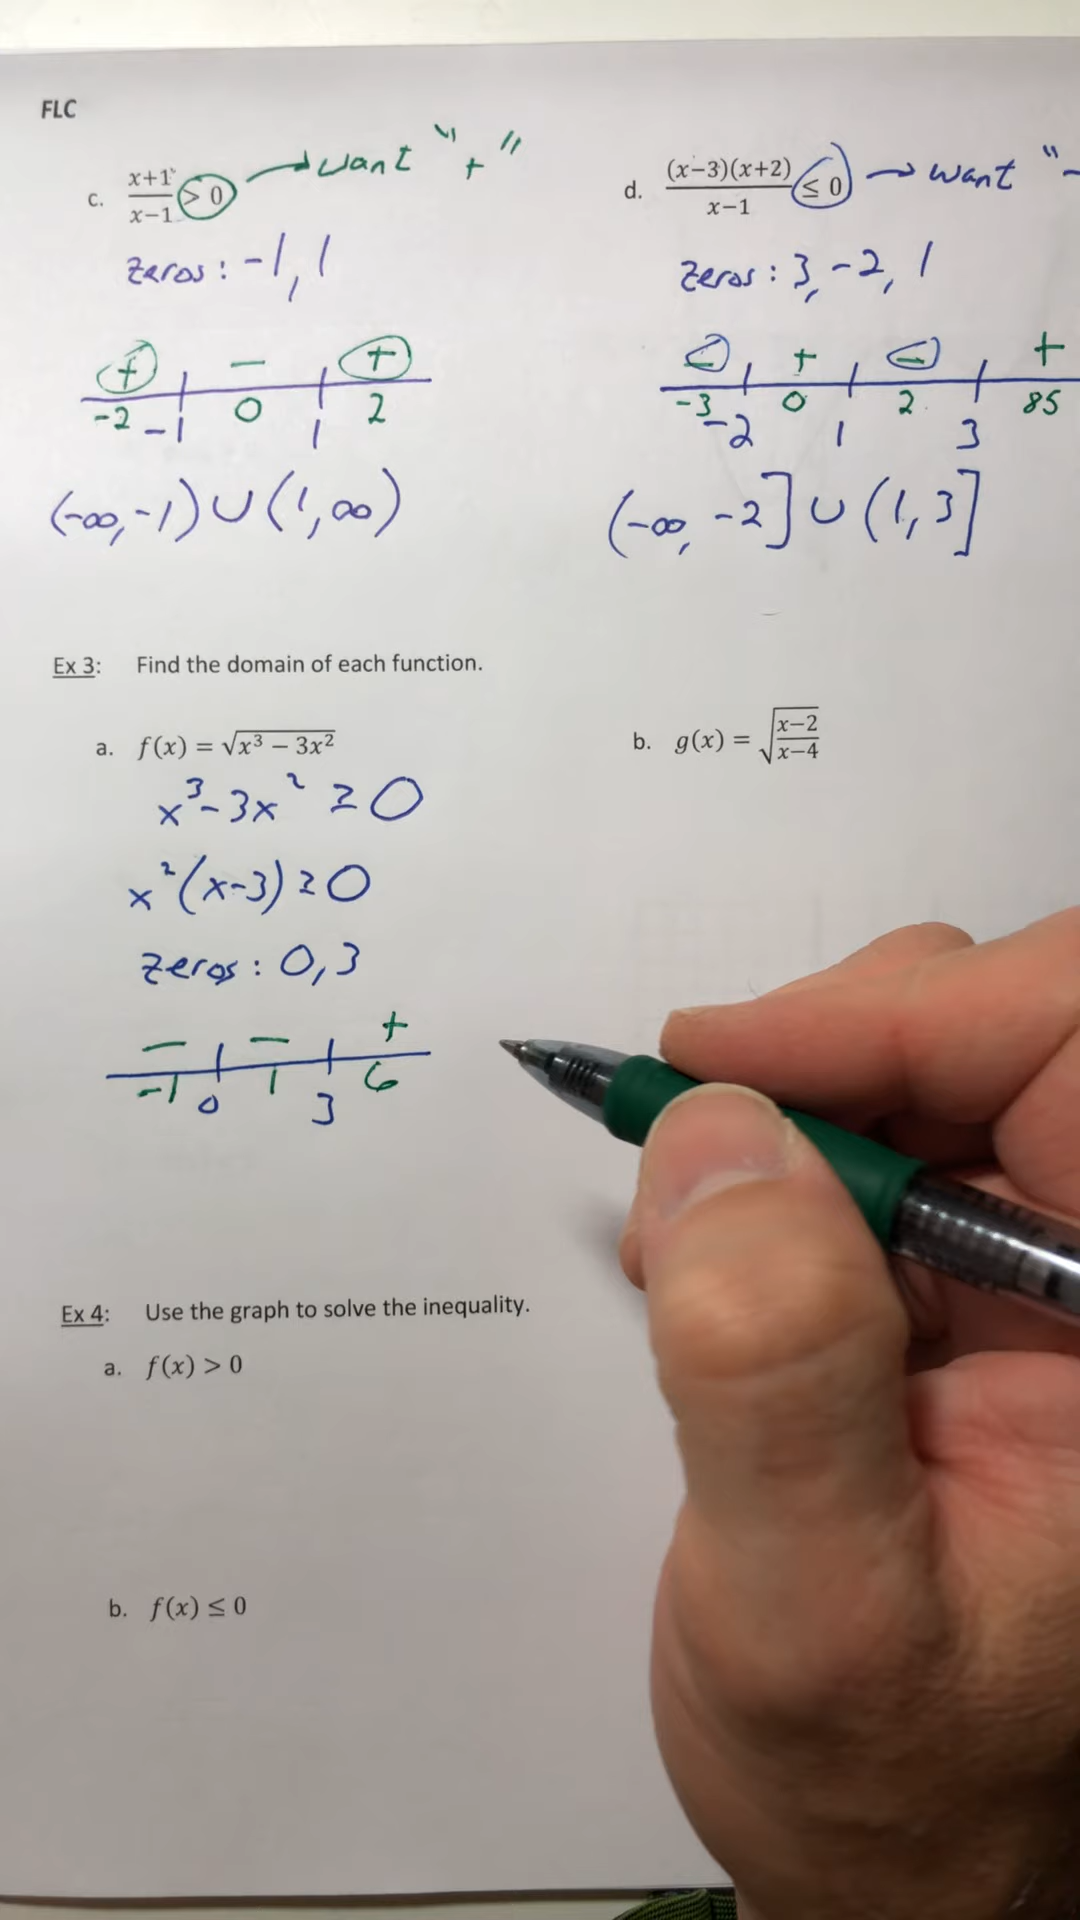 FLC
c. x+1/x−1 > 0 → want "+"
zeros: -1, 1
+ − +
-2 -1 0 1 2
(-∞, -1) ∪ (1, ∞)
d. (x−3)(x+2)/x−1 ≤ 0 → want "-
zeros: 3, -2, 1
− + − +
-3 0 2 85
-2 1 3
(-∞, -2] ∪ (1, 3]
Ex 3: Find the domain of each function.
a. f(x) = √x³ − 3x²
x³ - 3x² ≥ 0
x²(x-3) ≥ 0
zeros: 0, 3
− − +
-1 1 6
0 3
b. g(x) = √x−2/x−4
Ex 4: Use the graph to solve the inequality.
a. f(x) > 0
b. f(x) ≤ 0